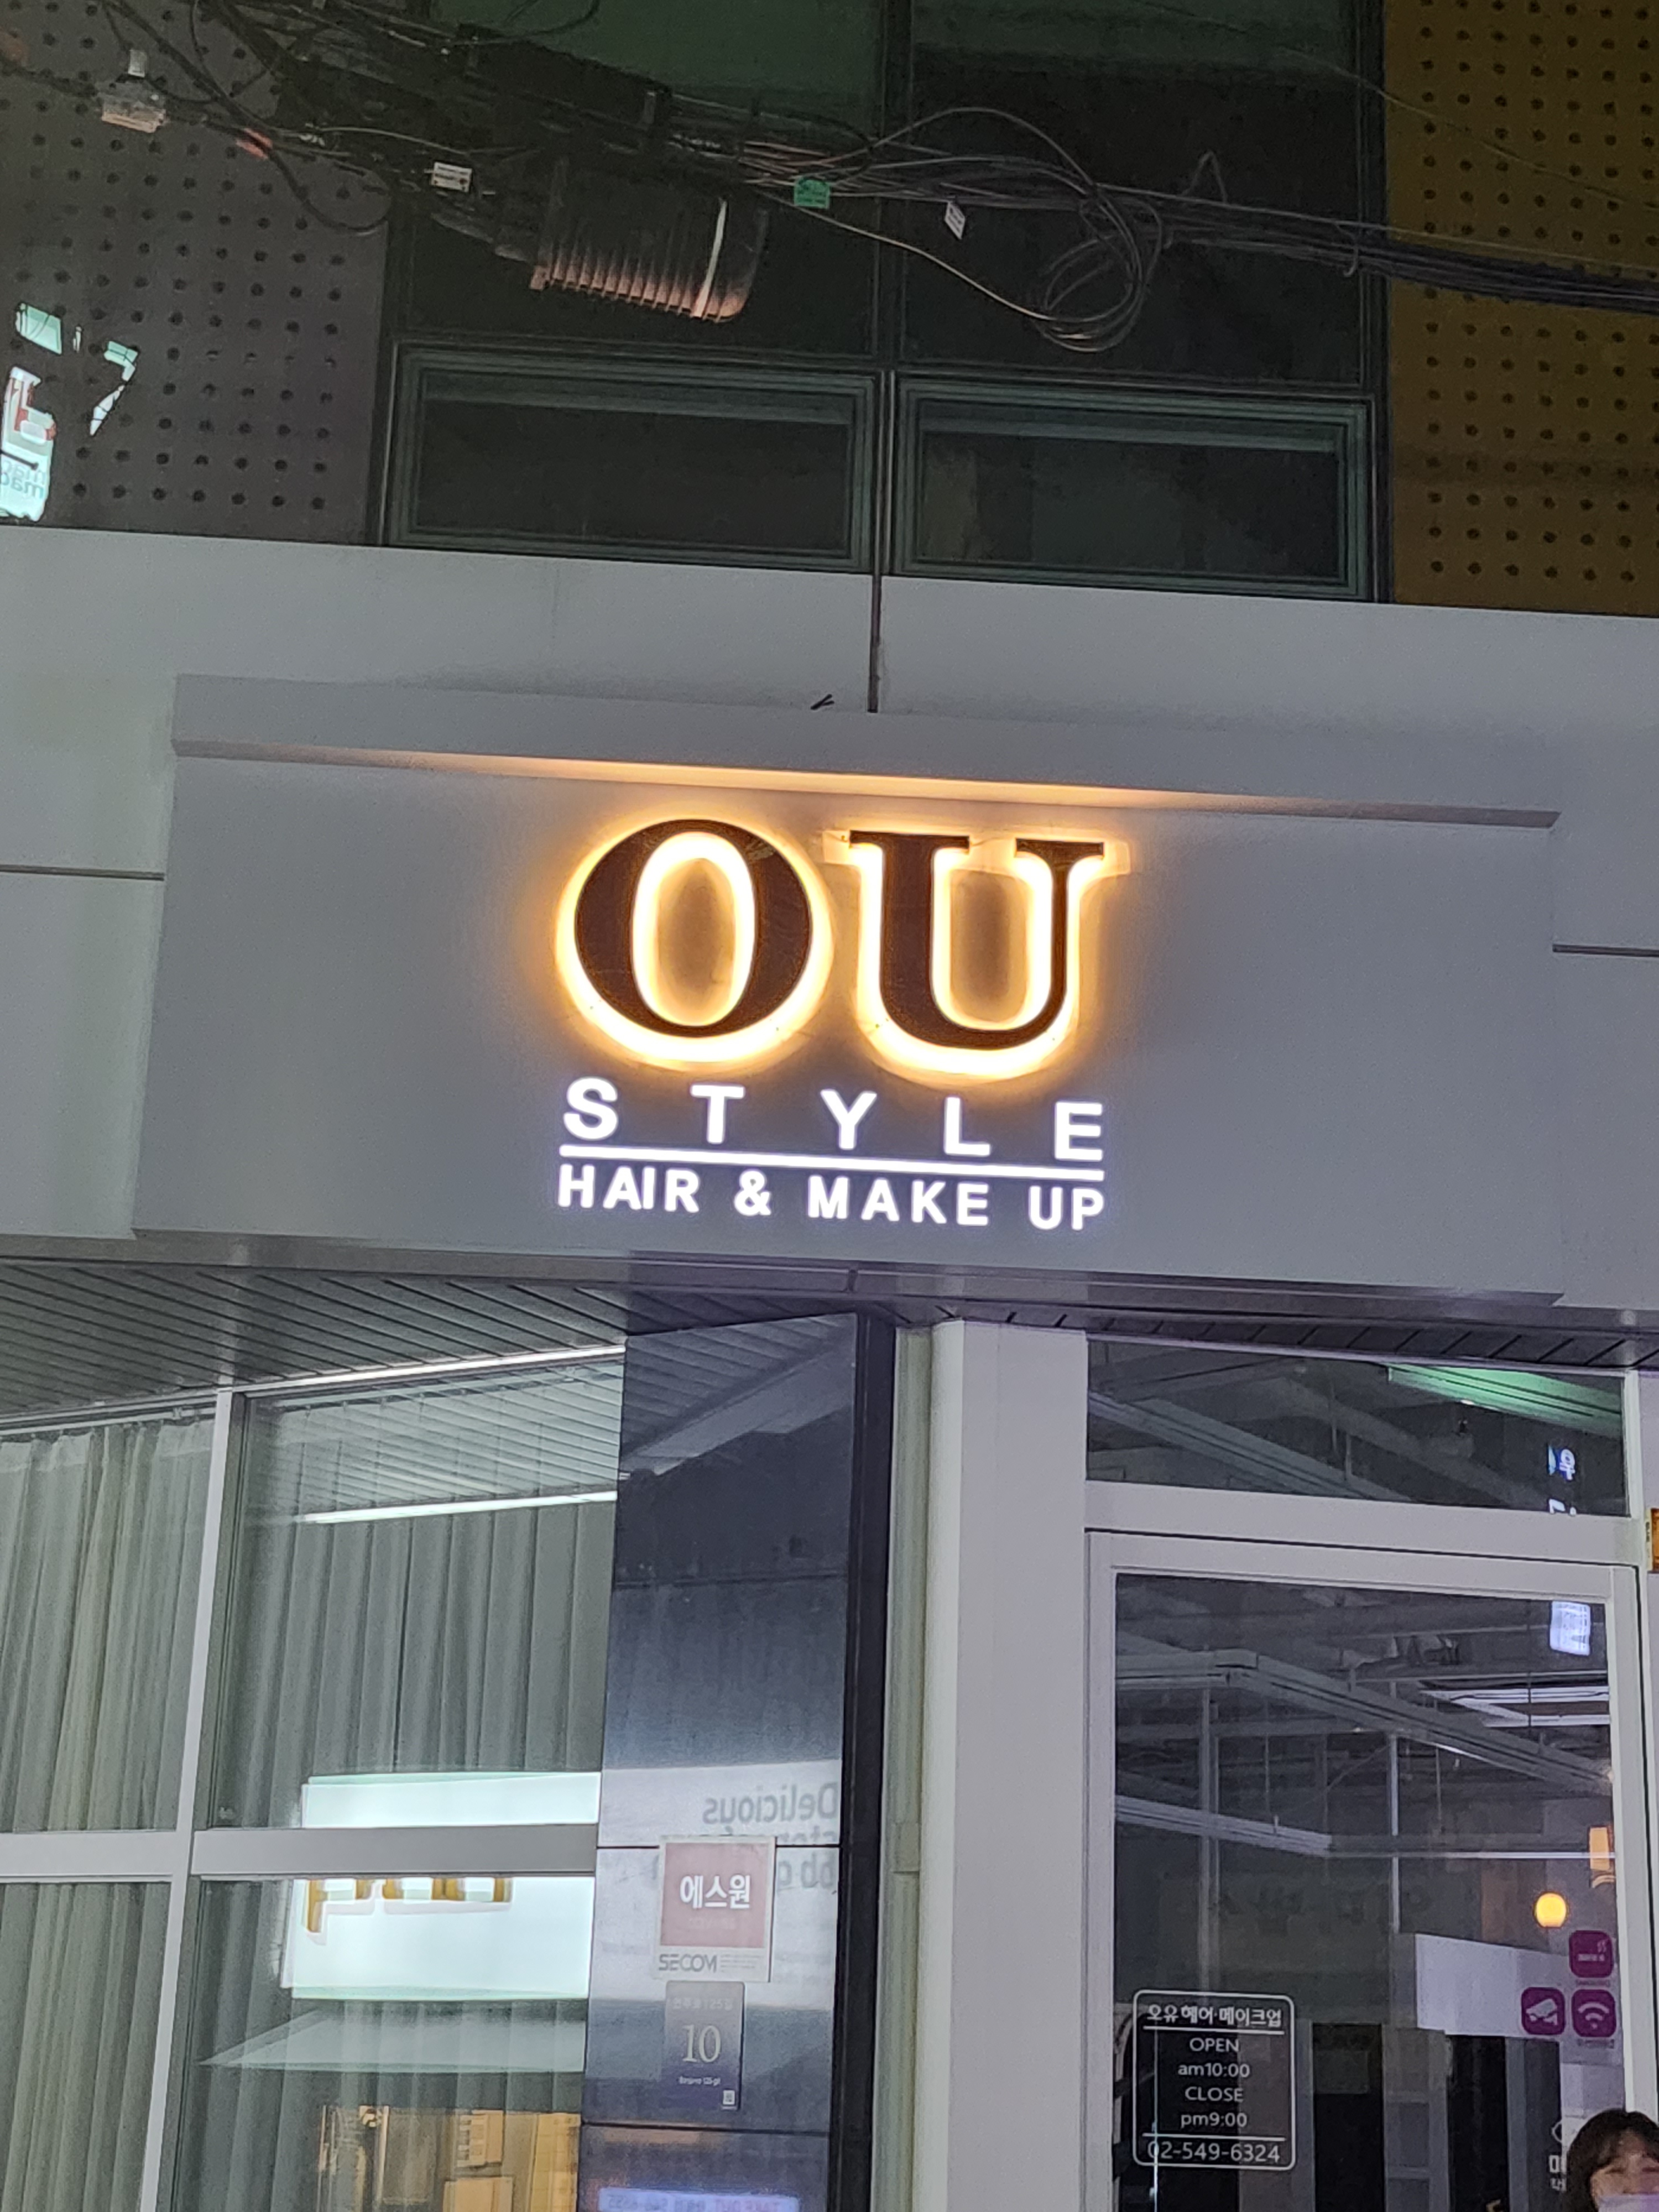 OU
STYLE
HAIR & MAKE UP
Delicious
에스원
SECOM
10
오유헤어·메이크업
OPEN
am10:00
CLOSE
pm9:00
02-549-6324